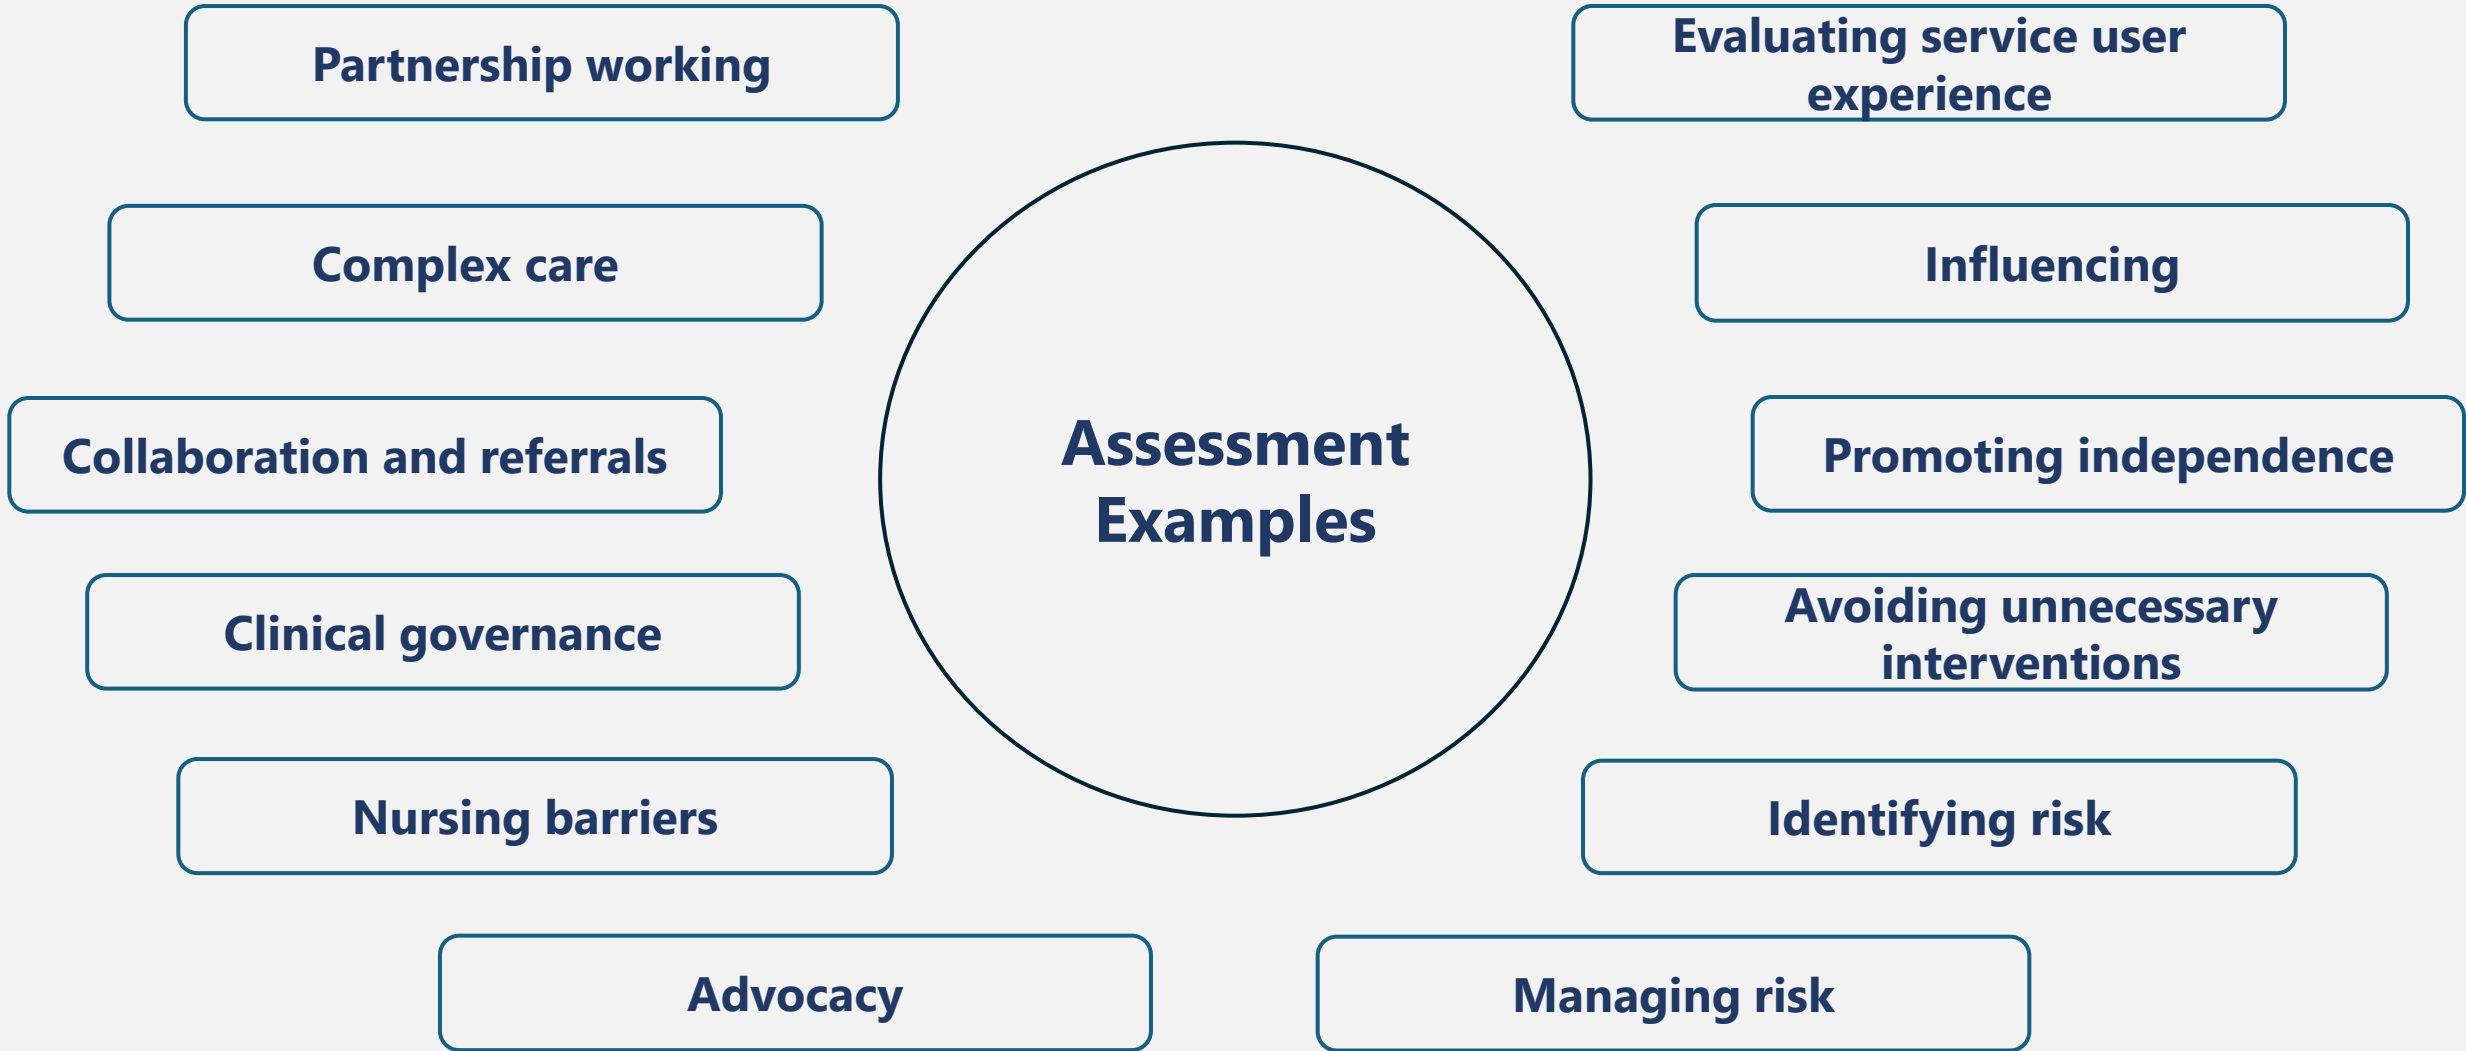 Partnership working
Evaluating service user
experience
Complex care
Influencing
Collaboration and referrals
Promoting independence
Assessment
Examples
Clinical governance
Avoiding unnecessary
interventions
Nursing barriers
Identifying risk
Advocacy
Managing risk